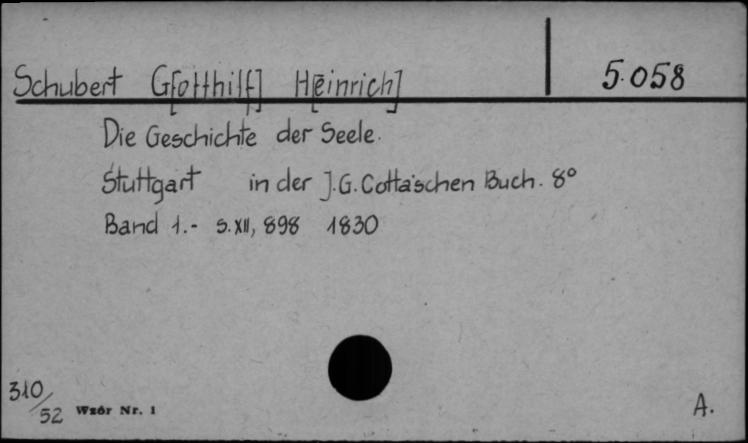 Schubert G[otthilf] H[einrich] 5.058
Die Geschichte der Seele.
Stuttgart in der J.G. Cotta'schen Buch. 8°
Band 1.- S. XII, 898 1830
310/52 Wzór Nr. 1 A.